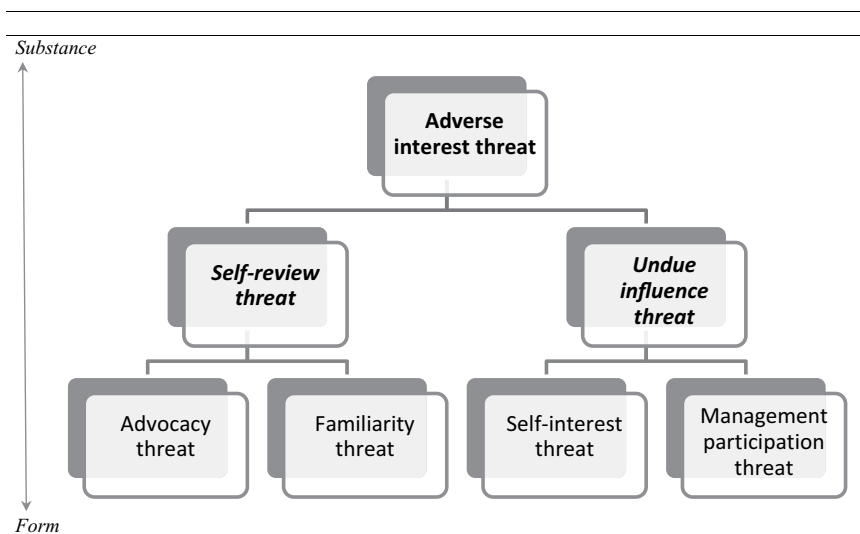 Substance
Adverse
interest threat
Self-review
threat
Undue
influence
threat
Advocacy
threat
Familiarity
threat
Self-interest
threat
Management
participation
threat
Form